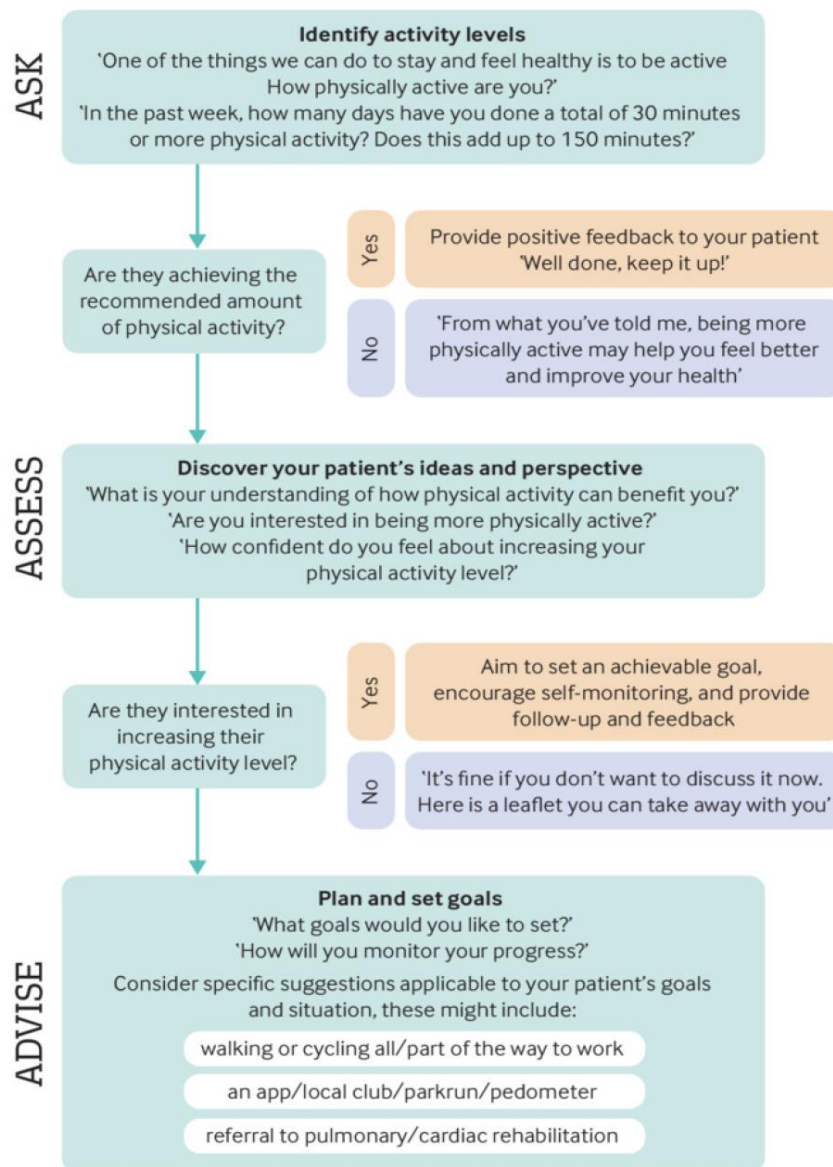 ASK
Identify activity levels
‘One of the things we can do to stay and feel healthy is to be active
How physically active are you?’
‘In the past week, how many days have you done a total of 30 minutes
or more physical activity? Does this add up to 150 minutes?’
Are they achieving the
recommended amount
of physical activity?
Yes
Provide positive feedback to your patient
‘Well done, keep it up!’
No
‘From what you’ve told me, being more
physically active may help you feel better
and improve your health’
ASSESS
Discover your patient’s ideas and perspective
‘What is your understanding of how physical activity can benefit you?’
‘Are you interested in being more physically active?’
‘How confident do you feel about increasing your
physical activity level?’
Are they interested in
increasing their
physical activity level?
Yes
Aim to set an achievable goal,
encourage self-monitoring, and provide
follow-up and feedback
No
‘It’s fine if you don’t want to discuss it now.
Here is a leaflet you can take away with you’
ADVISE
Plan and set goals
‘What goals would you like to set?’
‘How will you monitor your progress?’
Consider specific suggestions applicable to your patient’s goals
and situation, these might include:
walking or cycling all/part of the way to work
an app/local club/parkrun/pedometer
referral to pulmonary/cardiac rehabilitation